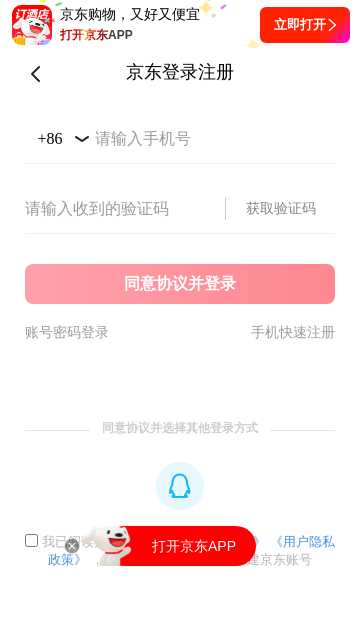 订酒店
京东购物，又好又便宜
打开京东APP
立即打开
京东登录注册
+86 请输入手机号
请输入收到的验证码 获取验证码
同意协议并登录
账号密码登录 手机快速注册
同意协议并选择其他登录方式
我已阅 》 《用户隐私
政策》 ， 建京东账号
打开京东APP